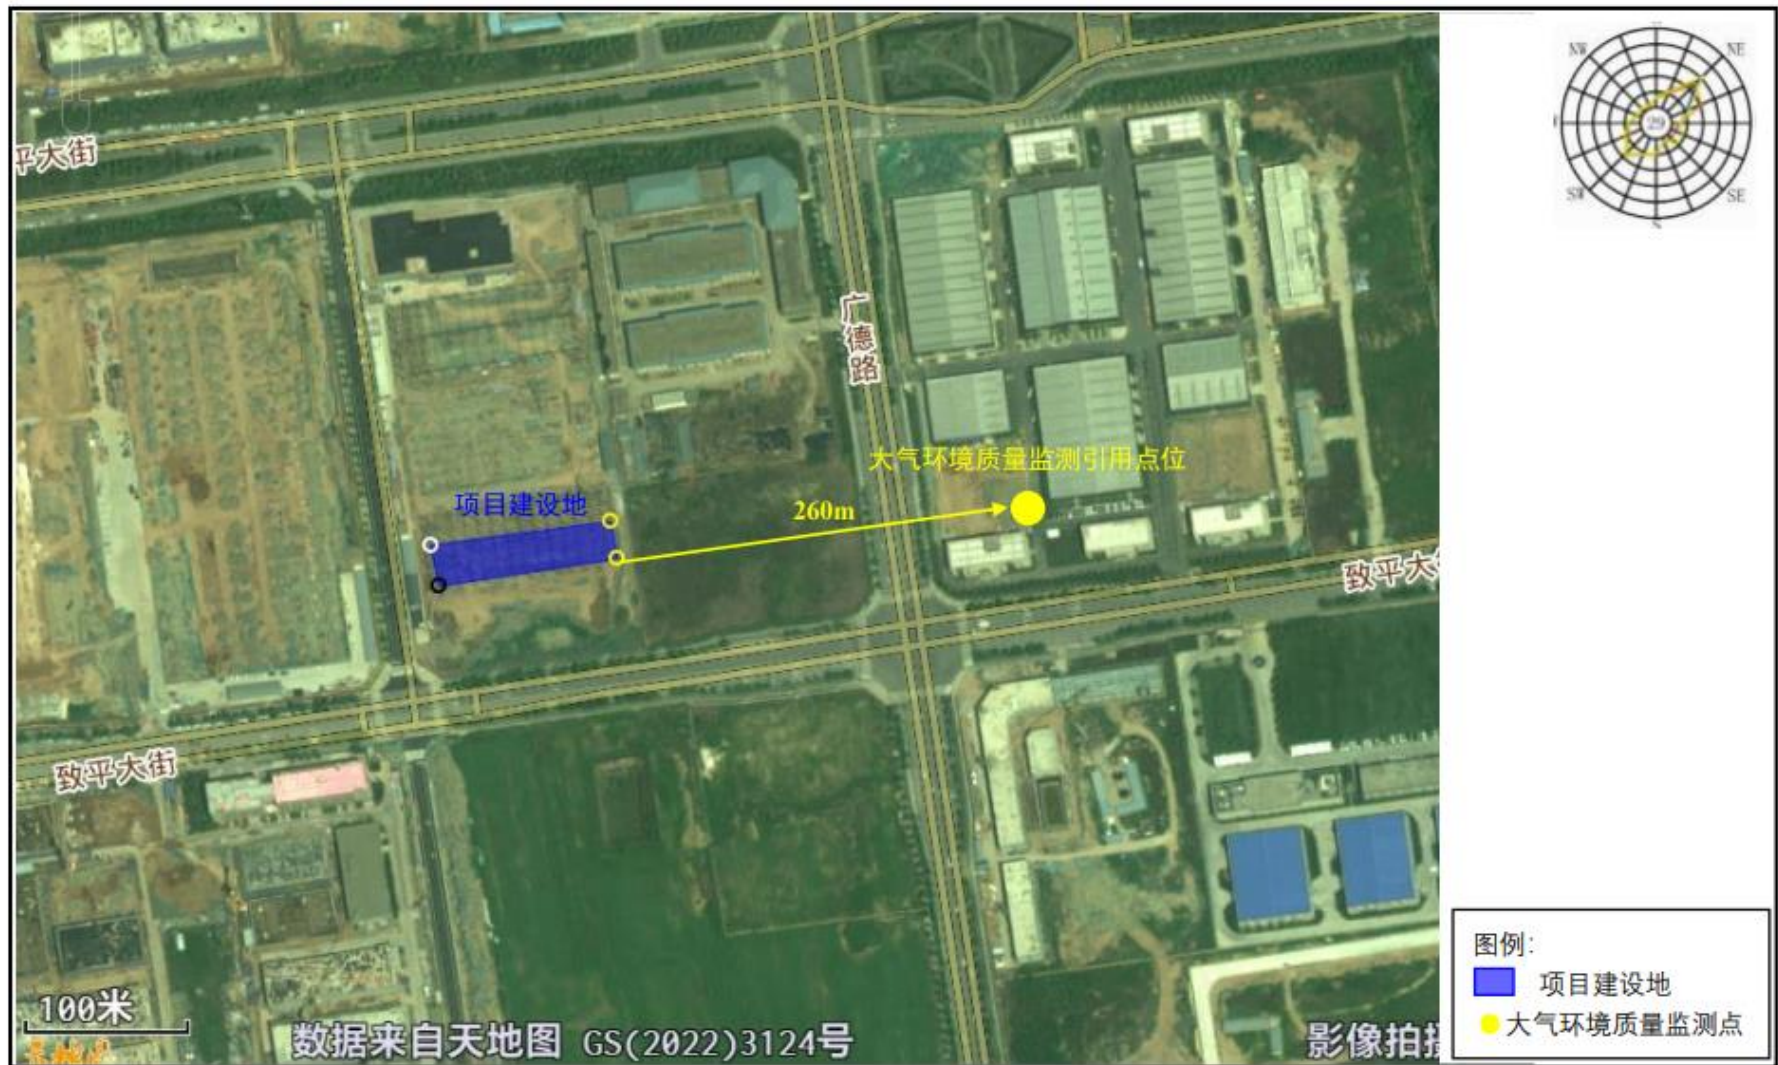 NW
NE
平大街
29
SW
SE
广德路
大气环境质量监测引用点位
项目建设地
260m
致平大
致平大街
图例:
项目建设地
大气环境质量监测点
100米
数据来自天地图 GS(2022)3124号
影像拍摄